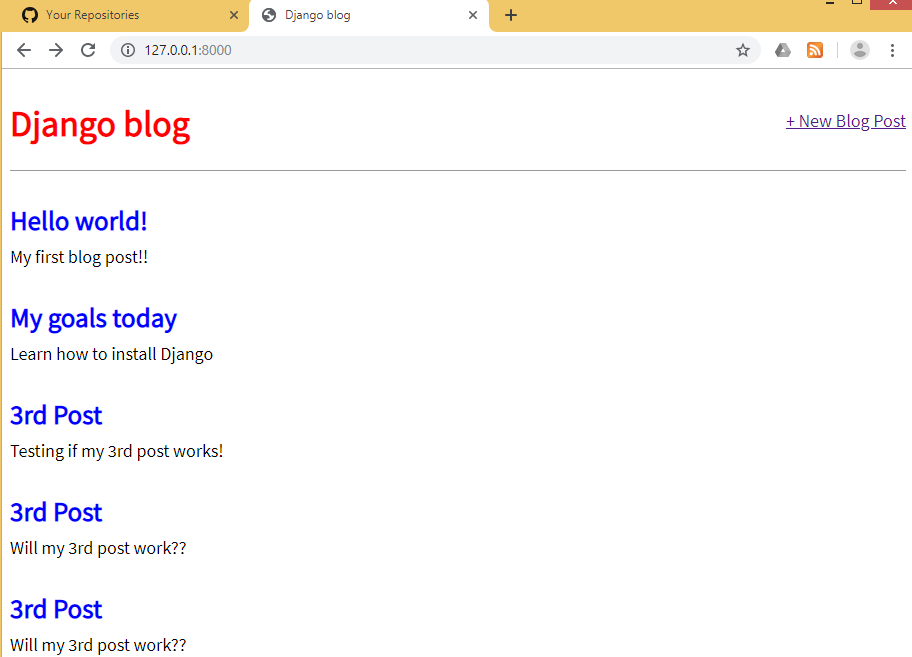 Your Repositories
Django blog
127.0.0.1:8000
Django blog
+ New Blog Post
Hello world!
My first blog post!!
My goals today
Learn how to install Django
3rd Post
Testing if my 3rd post works!
3rd Post
Will my 3rd post work??
3rd Post
Will my 3rd post work??